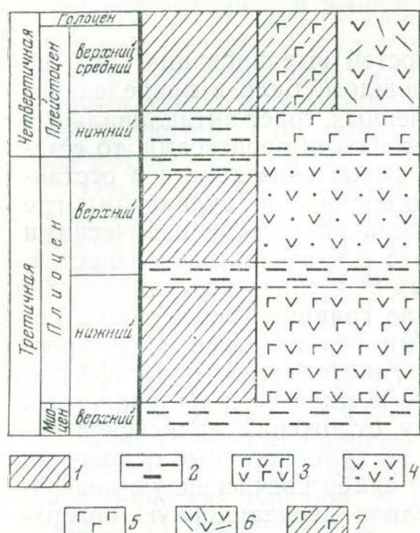 Четвертичная
Голоцен
Плейстоцен
верхний
средний
нижний
Третичная
Плиоцен
верхний
нижний
Миоцен
верхний
1
2
3
4
5
6
7